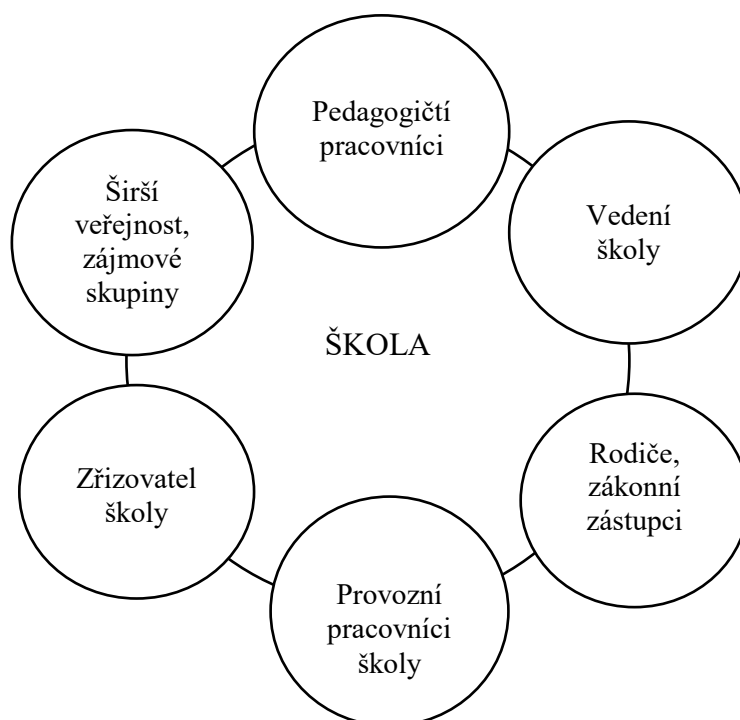 Pedagogičtí
pracovníci
Širší
veřejnost,
zájmové
skupiny
Vedení
školy
ŠKOLA
Zřizovatel
školy
Rodiče,
zákonní
zástupci
Provozní
pracovníci
školy